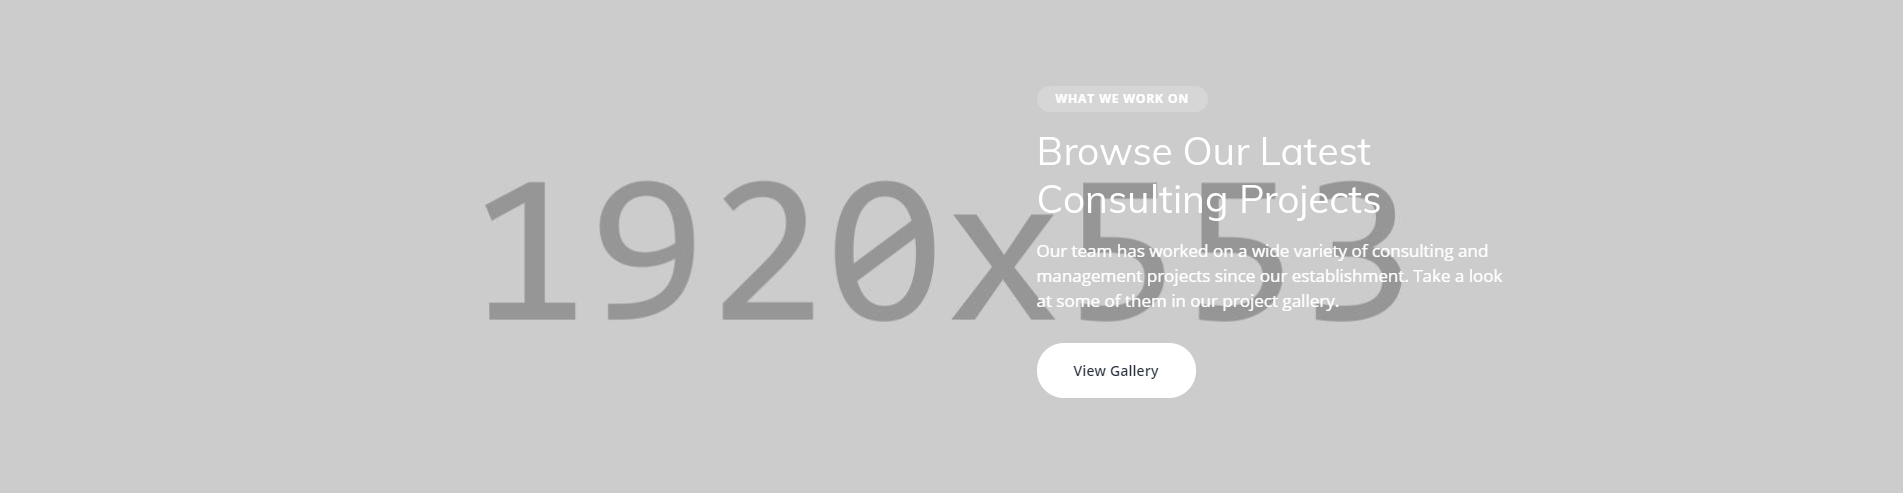 WHAT WE WORK ON
Browse Our Latest
Consulting Projects
1920x553
Our team has worked on a wide variety of consulting and
management projects since our establishment. Take a look
at some of them in our project gallery.
View Gallery